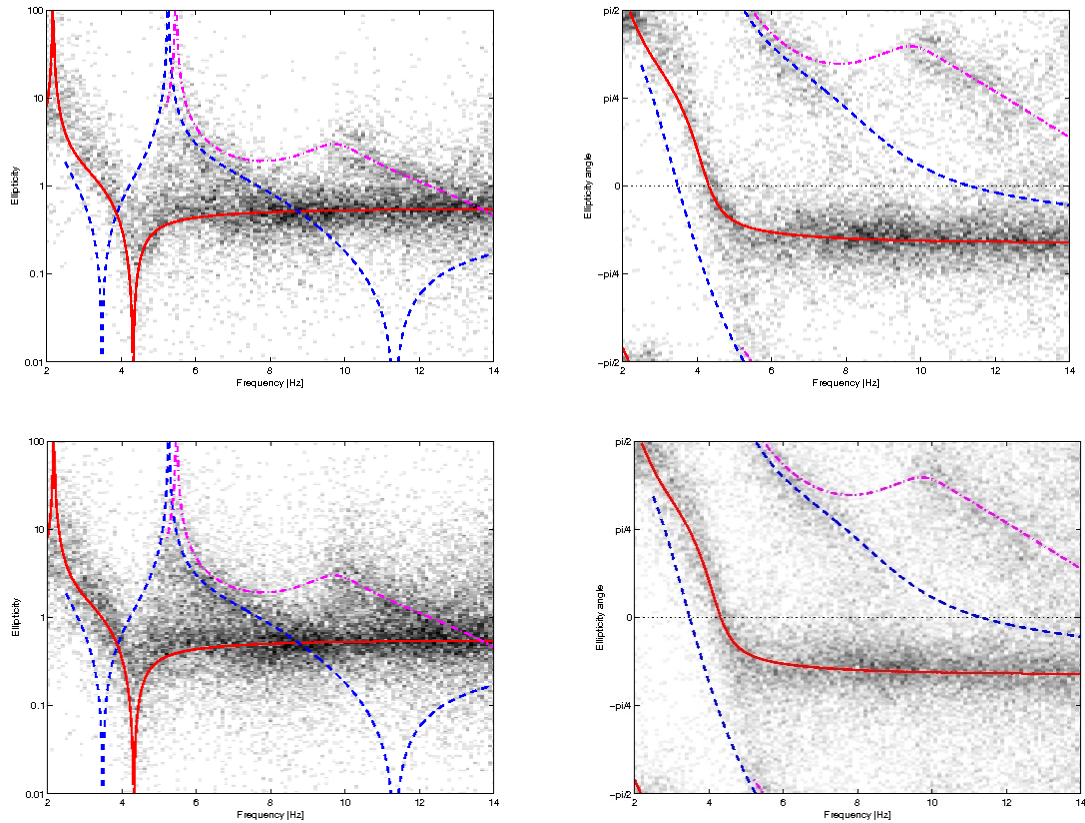 100
10
1
0.1
0.01
Ellipticity
2 4 6 8 10 12 14
Frequency [Hz]
pi/2
pi/4
0
−pi/4
−pi/2
Ellipticity angle
2 4 6 8 10 12 14
Frequency [Hz]
100
10
1
0.1
0.01
Ellipticity
2 4 6 8 10 12 14
Frequency [Hz]
pi/2
pi/4
0
−pi/4
−pi/2
Ellipticity angle
2 4 6 8 10 12 14
Frequency [Hz]